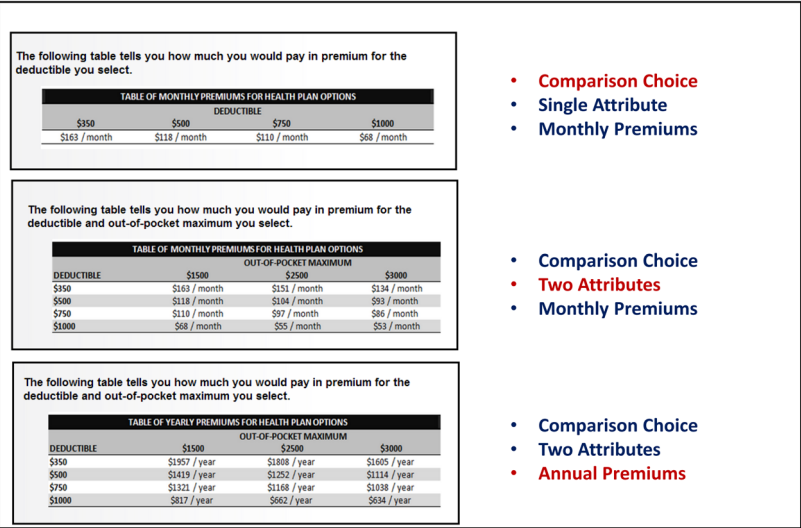 The following table tells you how much you would pay in premium for the
deductible you select.
TABLE OF MONTHLY PREMIUMS FOR HEALTH PLAN OPTIONS
DEDUCTIBLE
$350 $500 $750 $1000
$163 / month $118 / month $110 / month $68 / month
• Comparison Choice
• Single Attribute
• Monthly Premiums
The following table tells you how much you would pay in premium for the
deductible and out-of-pocket maximum you select.
TABLE OF MONTHLY PREMIUMS FOR HEALTH PLAN OPTIONS
OUT-OF-POCKET MAXIMUM
DEDUCTIBLE $1500 $2500 $3000
$350 $163 / month $151 / month $134 / month
$500 $118 / month $104 / month $93 / month
$750 $110 / month $97 / month $86 / month
$1000 $68 / month $55 / month $53 / month
• Comparison Choice
• Two Attributes
• Monthly Premiums
The following table tells you how much you would pay in premium for the
deductible and out-of-pocket maximum you select.
TABLE OF YEARLY PREMIUMS FOR HEALTH PLAN OPTIONS
OUT-OF-POCKET MAXIMUM
DEDUCTIBLE $1500 $2500 $3000
$350 $1957 / year $1808 / year $1605 / year
$500 $1419 / year $1252 / year $1114 / year
$750 $1321 / year $1168 / year $1038 / year
$1000 $817 / year $662 / year $634 / year
• Comparison Choice
• Two Attributes
• Annual Premiums